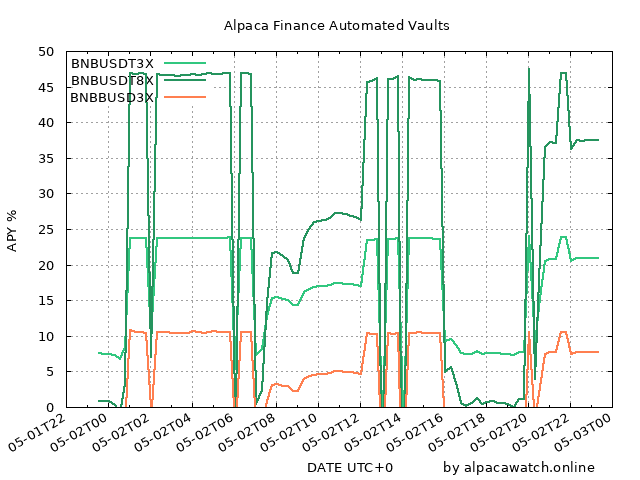 Alpaca Finance Automated Vaults
50
45
40
35
30
25
20
15
10
5
0
APY %
BNBUSDT3X
BNBUSDT8X
BNBBUSD3X
05-01T22
05-02T00
05-02T02
05-02T04
05-02T06
05-02T08
05-02T10
05-02T12
05-02T14
05-02T16
05-02T18
05-02T20
05-02T22
05-03T00
DATE UTC+0
by alpacawatch.online